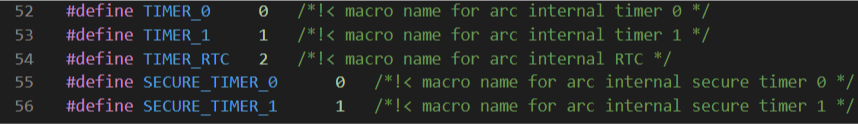 52 #define TIMER_0 0 /*!< macro name for arc internal timer 0 */
53 #define TIMER_1 1 /*!< macro name for arc internal timer 1 */
54 #define TIMER_RTC 2 /*!< macro name for arc internal RTC */
55 #define SECURE_TIMER_0 0 /*!< macro name for arc internal secure timer 0 */
56 #define SECURE_TIMER_1 1 /*!< macro name for arc internal secure timer 1 */